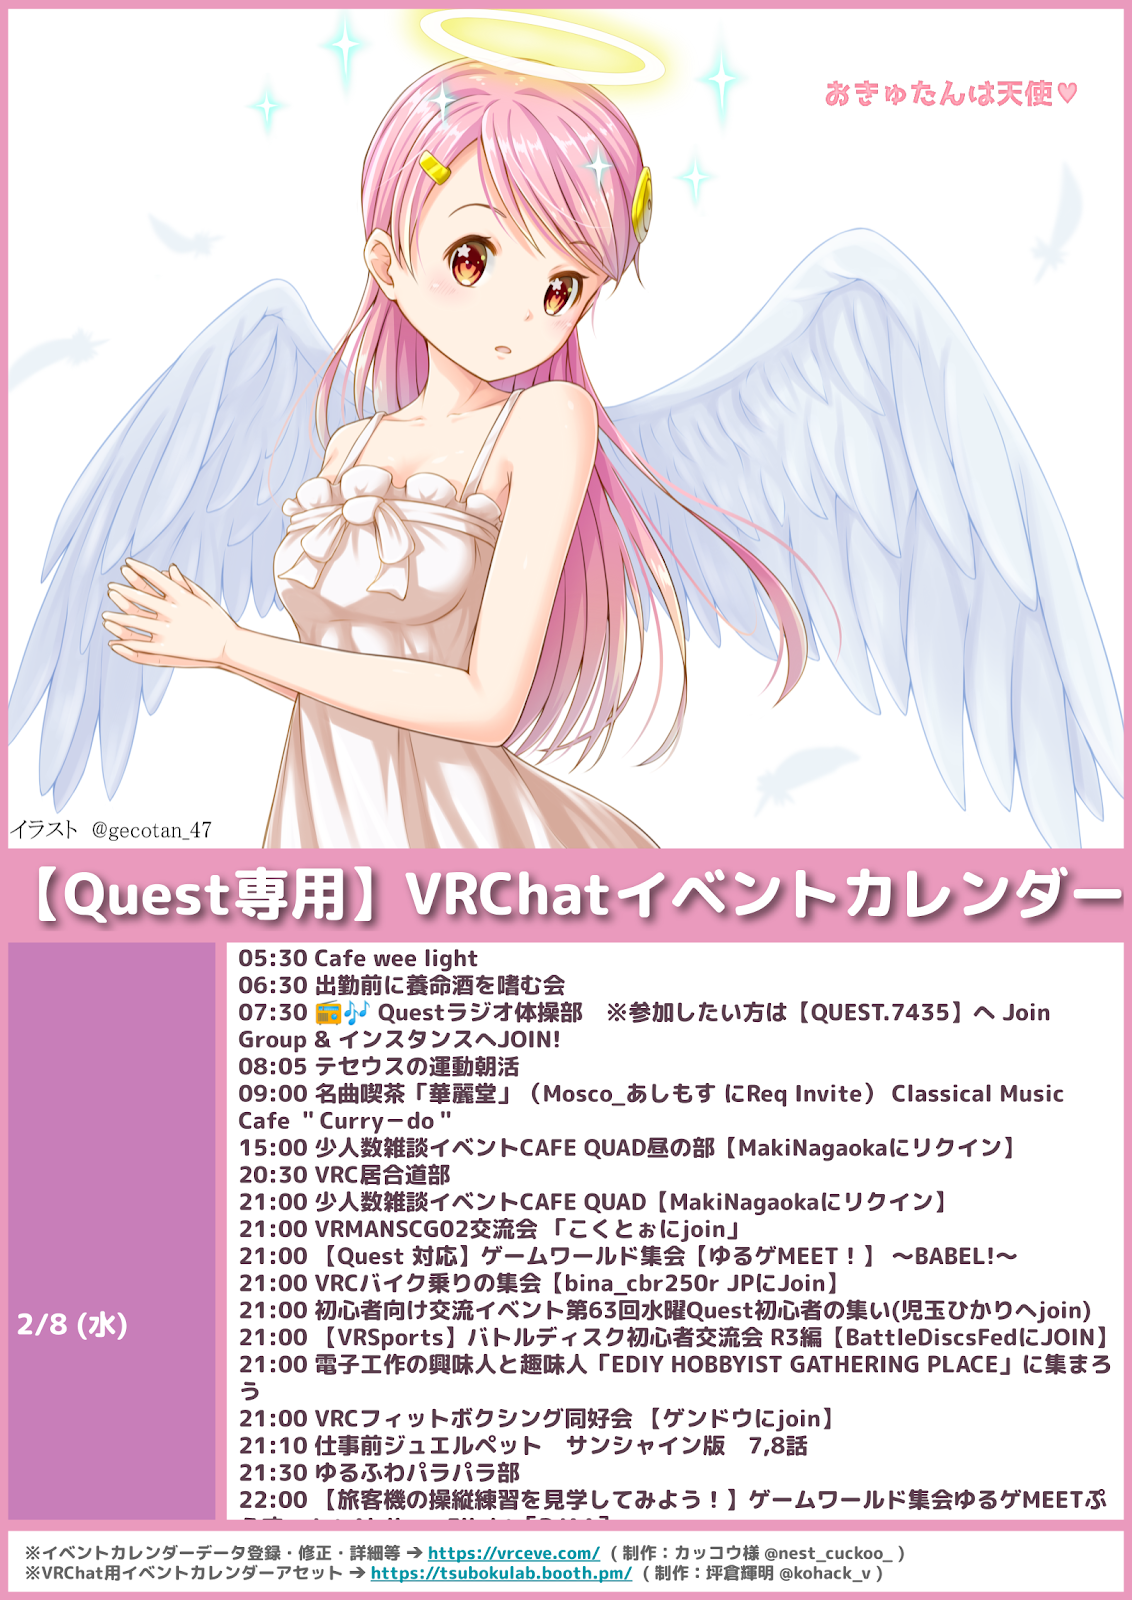 おきゅたんは天使♥
イラスト @gecotan_47
【Quest専用】VRChatイベントカレンダー
2/8 (水)
05:30 Cafe wee light
06:30 出勤前に養命酒を嗜む会
07:30 📻🎶 Questラジオ体操部　※参加したい方は【QUEST.7435】へ Join
Group & インスタンスへJOIN!
08:05 テセウスの運動朝活
09:00 名曲喫茶「華麗堂」（Mosco_あしもす にReq Invite） Classical Music
Cafe ＂Curry－do＂
15:00 少人数雑談イベントCAFE QUAD昼の部【MakiNagaokaにリクイン】
20:30 VRC居合道部
21:00 少人数雑談イベントCAFE QUAD【MakiNagaokaにリクイン】
21:00 VRMANSCG02交流会 「こくとぉにjoin」
21:00 【Quest 対応】ゲームワールド集会【ゆるゲMEET！】 ～BABEL!～
21:00 VRCバイク乗りの集会【bina_cbr250r JPにJoin】
21:00 初心者向け交流イベント第63回水曜Quest初心者の集い(児玉ひかりへjoin)
21:00 【VRSports】バトルディスク初心者交流会 R3編【BattleDiscsFedにJOIN】
21:00 電子工作の興味人と趣味人「EDIY HOBBYIST GATHERING PLACE」に集まろ
う
21:00 VRCフィットボクシング同好会 【ゲンドウにjoin】
21:10 仕事前ジュエルペット　サンシャイン版　7,8話
21:30 ゆるふわパラパラ部
22:00 【旅客機の操縦練習を見学してみよう！】ゲームワールド集会ゆるゲMEETぷ
※イベントカレンダーデータ登録・修正・詳細等 ➔ https://vrceve.com/ ( 制作：カッコウ様 @nest_cuckoo_ )
※VRChat用イベントカレンダーアセット ➔ https://tsubokulab.booth.pm/ ( 制作：坪倉輝明 @kohack_v )